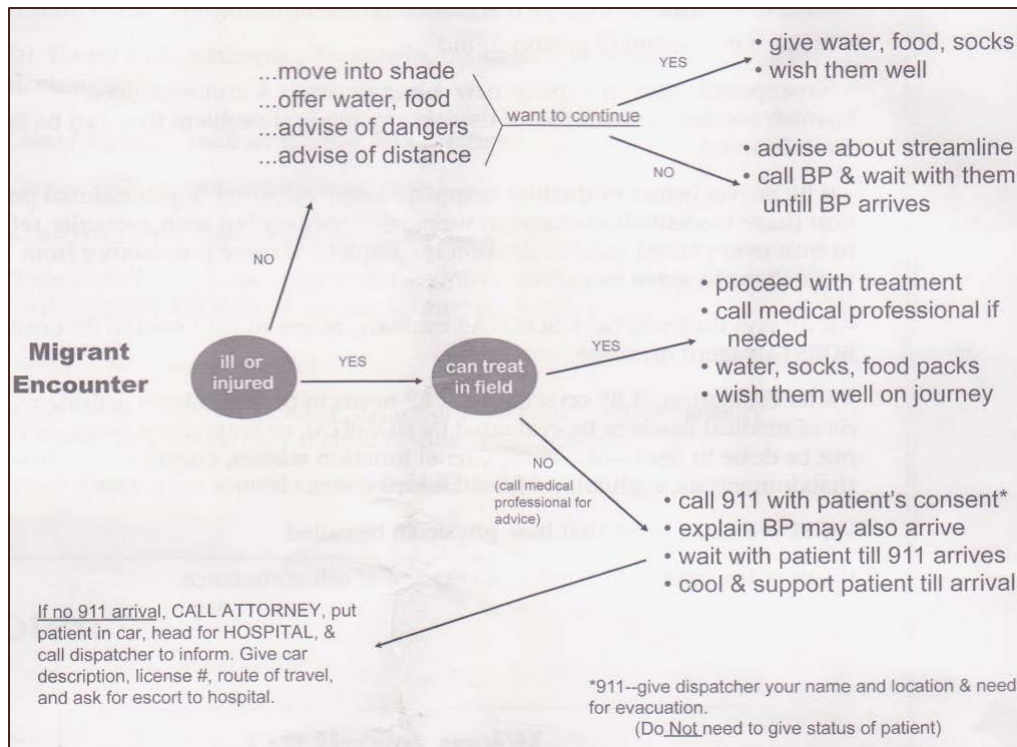 ...move into shade
...offer water, food
...advise of dangers
...advise of distance
want to continue
YES
• give water, food, socks
• wish them well
NO
• advise about streamline
• call BP & wait with them
untill BP arrives
NO
Migrant
Encounter
ill or
injured
YES
can treat
in field
YES
• proceed with treatment
• call medical professional if
needed
• water, socks, food packs
• wish them well on journey
NO
(call medical
professional for
advice)
• call 911 with patient's consent*
• explain BP may also arrive
• wait with patient till 911 arrives
• cool & support patient till arrival
If no 911 arrival, CALL ATTORNEY, put
patient in car, head for HOSPITAL, &
call dispatcher to inform. Give car
description, license #, route of travel,
and ask for escort to hospital.
*911--give dispatcher your name and location & need
for evacuation.
(Do Not need to give status of patient)